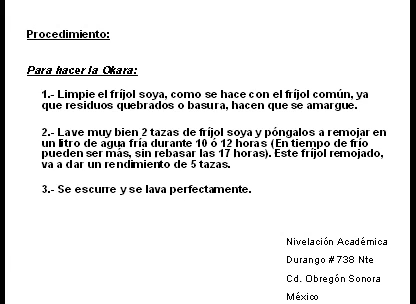 Procedimiento:
Para hacer la Okara:
1.- Limpie el fríjol soya, como se hace con el fríjol común, ya
que residuos quebrados o basura, hacen que se amargue.
2.- Lave muy bien 2 tazas de fríjol soya y póngalos a remojar en
un litro de agua fría durante 10 ó 12 horas (En tiempo de frío
pueden ser más, sin rebasar las 17 horas). Este fríjol remojado,
va a dar un rendimiento de 5 tazas.
3.- Se escurre y se lava perfectamente.
Nivelación Académica
Durango # 738 Nte
Cd. Obregón Sonora
México